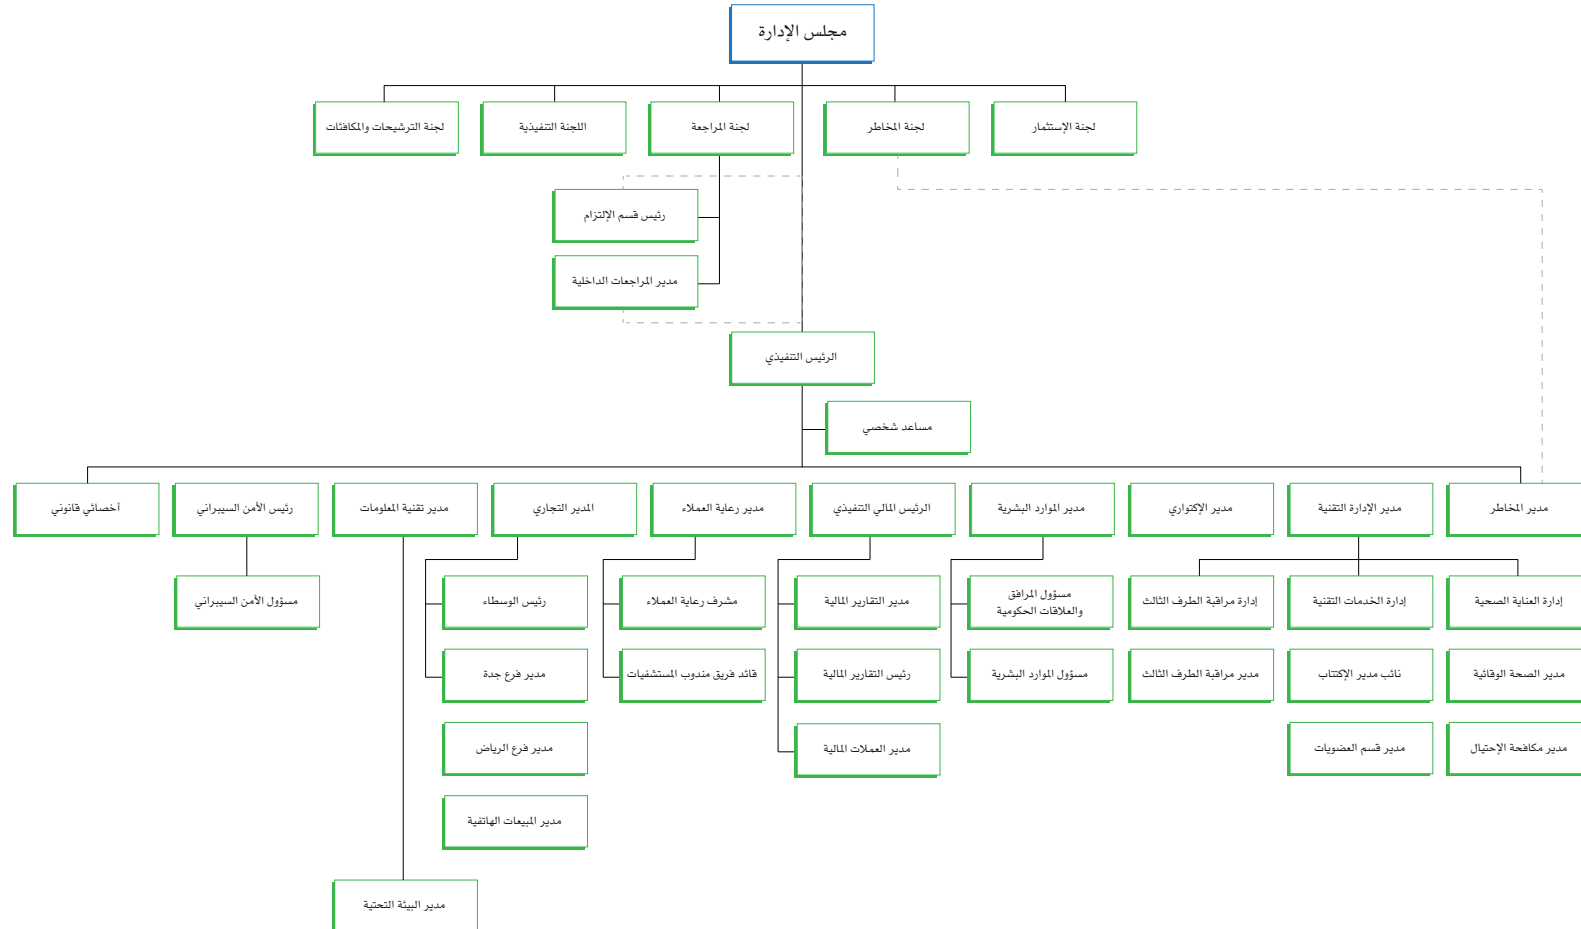 مجلس الإدارة
لجنة الإستثمار
لجنة المخاطر
لجنة المراجعة
اللجنة التنفيذية
لجنة الترشيحات والمكافئات
رئيس قسم الإلتزام
مدير المراجعات الداخلية
الرئيس التنفيذي
مساعد شخصي
مدير المخاطر
مدير الإدارة التقنية
مدير الإكتواري
مدير الموارد البشرية
الرئيس المالي التنفيذي
مدير رعاية العملاء
المدير التجاري
مدير تقنية المعلومات
رئيس الأمن السيبراني
أخصائي قانوني
إدارة العناية الصحية
إدارة الخدمات التقنية
إدارة مراقبة الطرف الثالث
مسؤول المرافق
والعلاقات الحكومية
مدير التقارير المالية
مشرف رعاية العملاء
رئيس الوسطاء
مسؤول الأمن السيبراني
مدير الصحة الوقائية
نائب مدير الإكتتاب
مدير مراقبة الطرف الثالث
مسؤول الموارد البشرية
رئيس التقارير المالية
قائد فريق مندوب المستشفيات
مدير فرع جدة
مدير مكافحة الإحتيال
مدير قسم العضويات
مدير العملات المالية
مدير فرع الرياض
مدير المبيعات الهاتفية
مدير البيئة التحتية